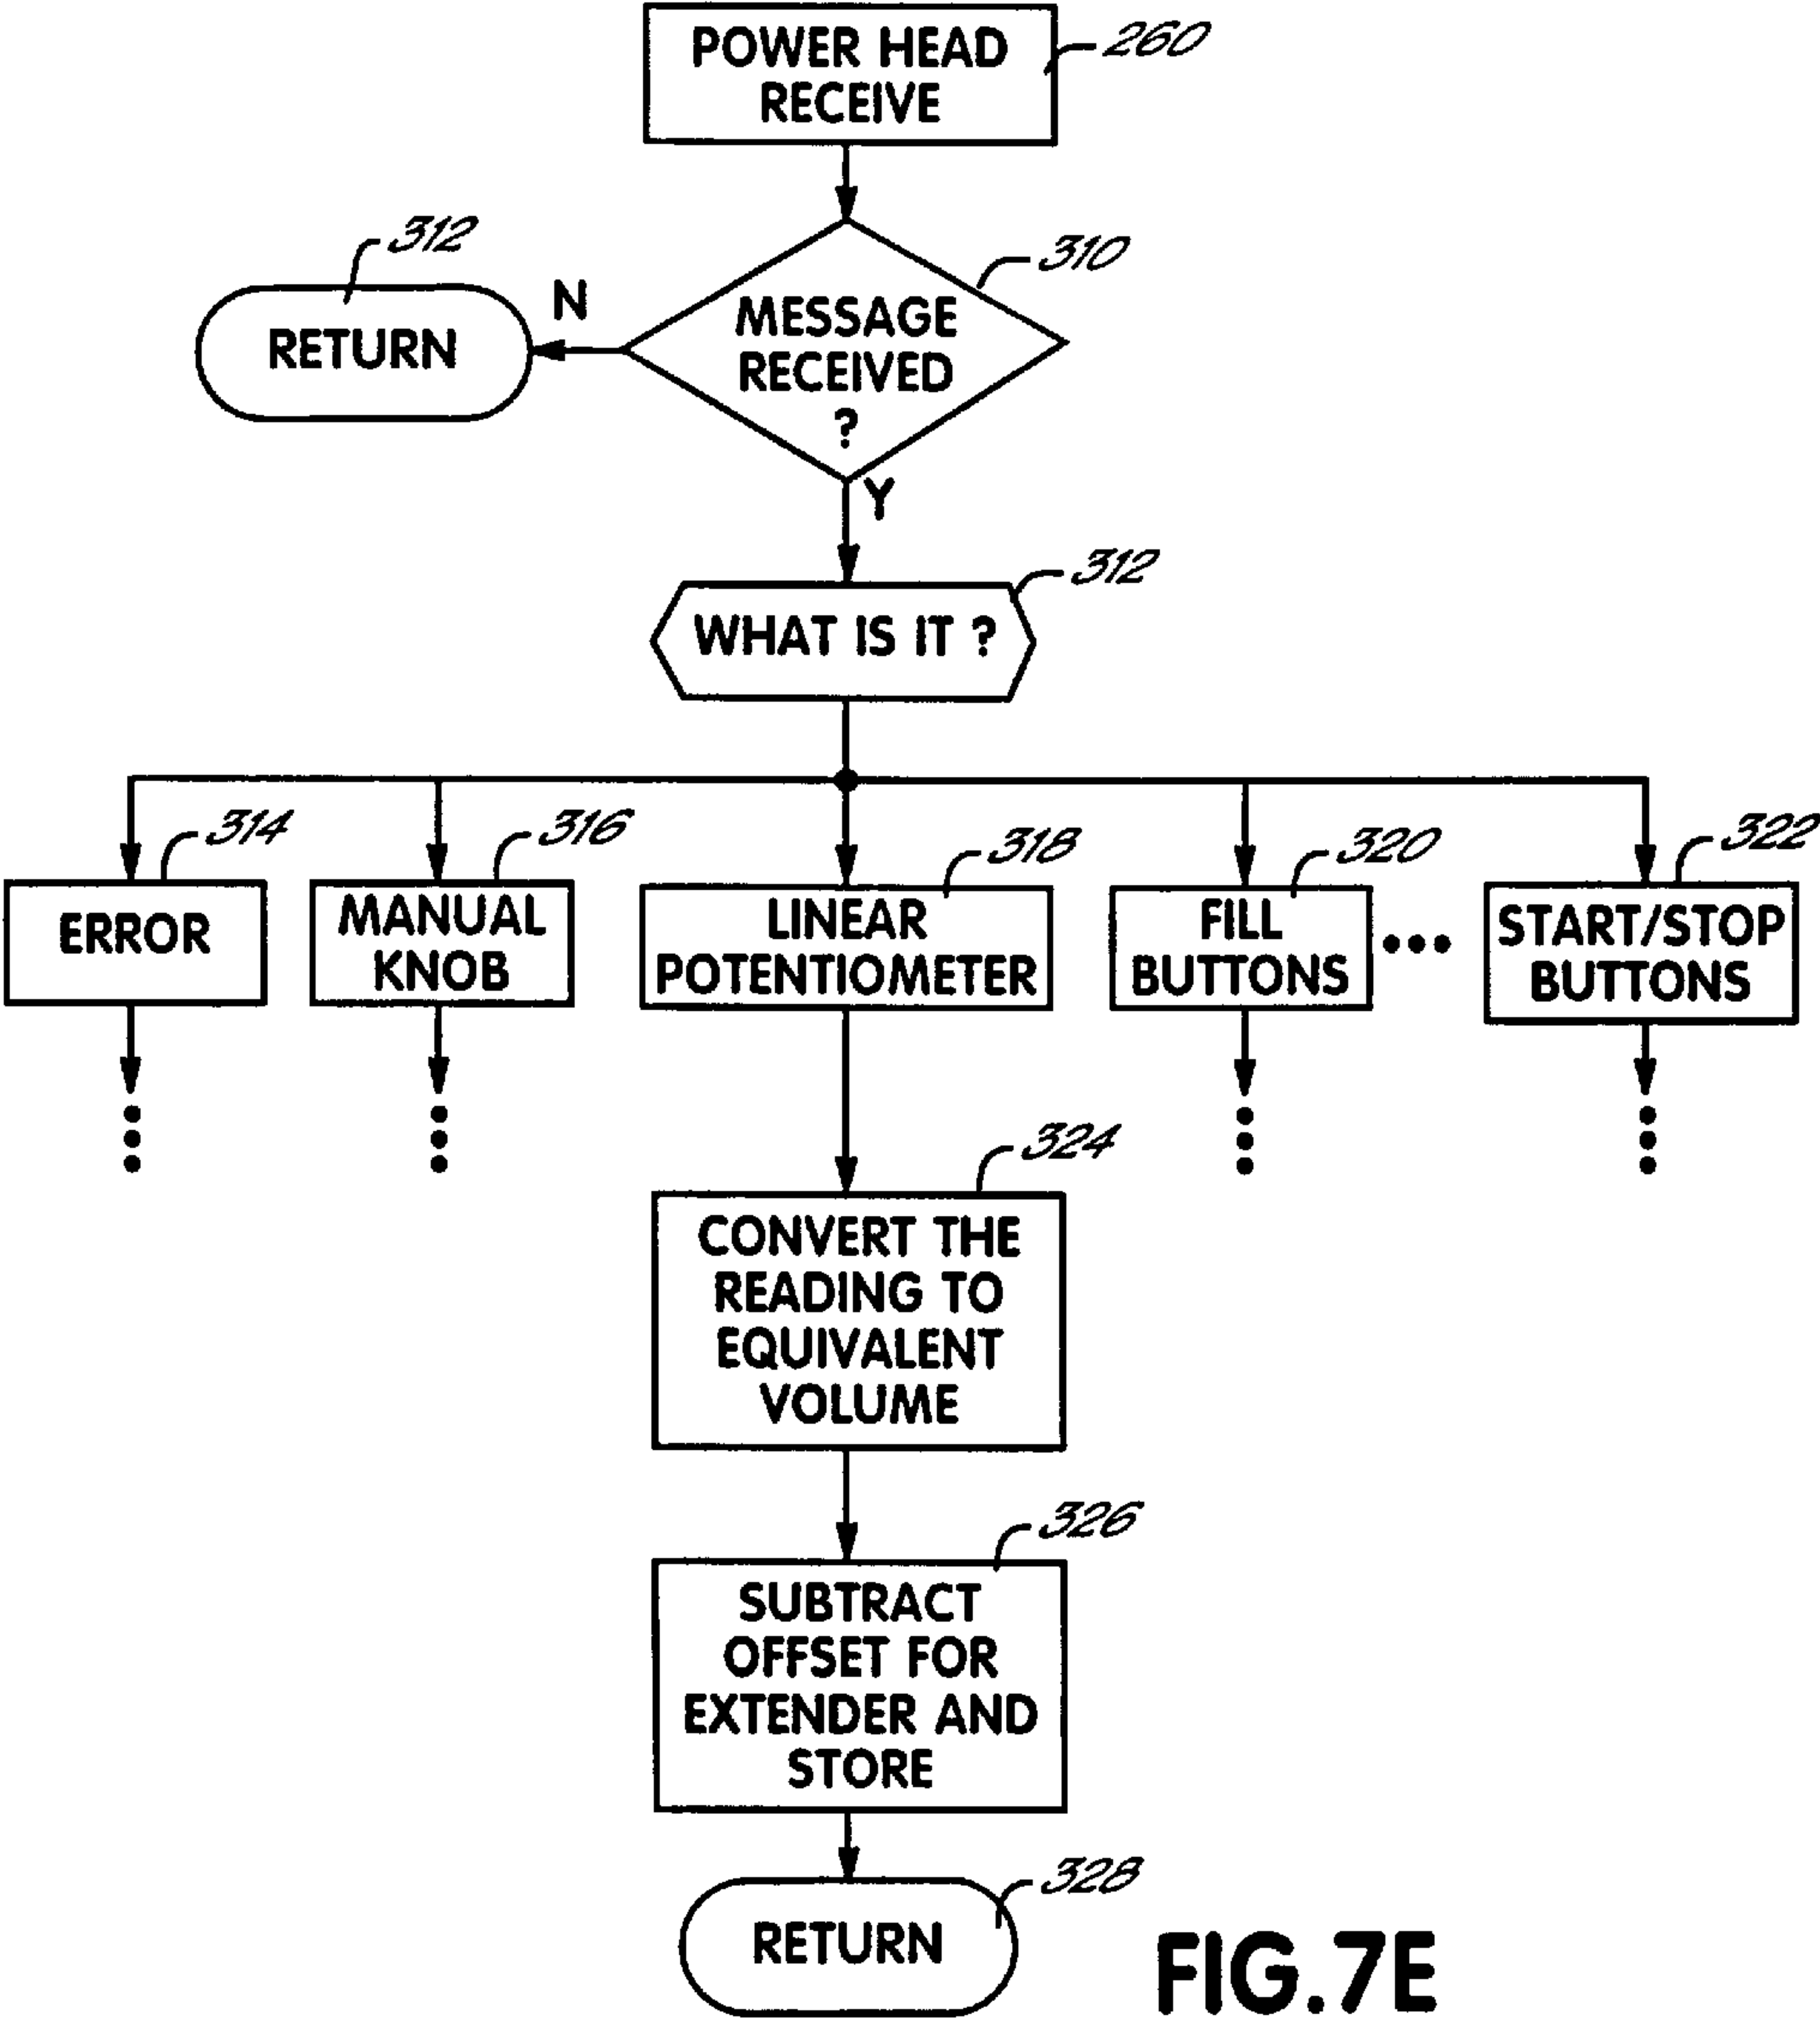 POWER HEAD
RECEIVE
260
312
RETURN
N
310
MESSAGE
RECEIVED
?
Y
312
WHAT IS IT ?
314
ERROR
316
MANUAL
KNOB
318
LINEAR
POTENTIOMETER
320
FILL
BUTTONS
322
START/STOP
BUTTONS
324
CONVERT THE
READING TO
EQUIVALENT
VOLUME
326
SUBTRACT
OFFSET FOR
EXTENDER AND
STORE
328
RETURN
FIG.7E